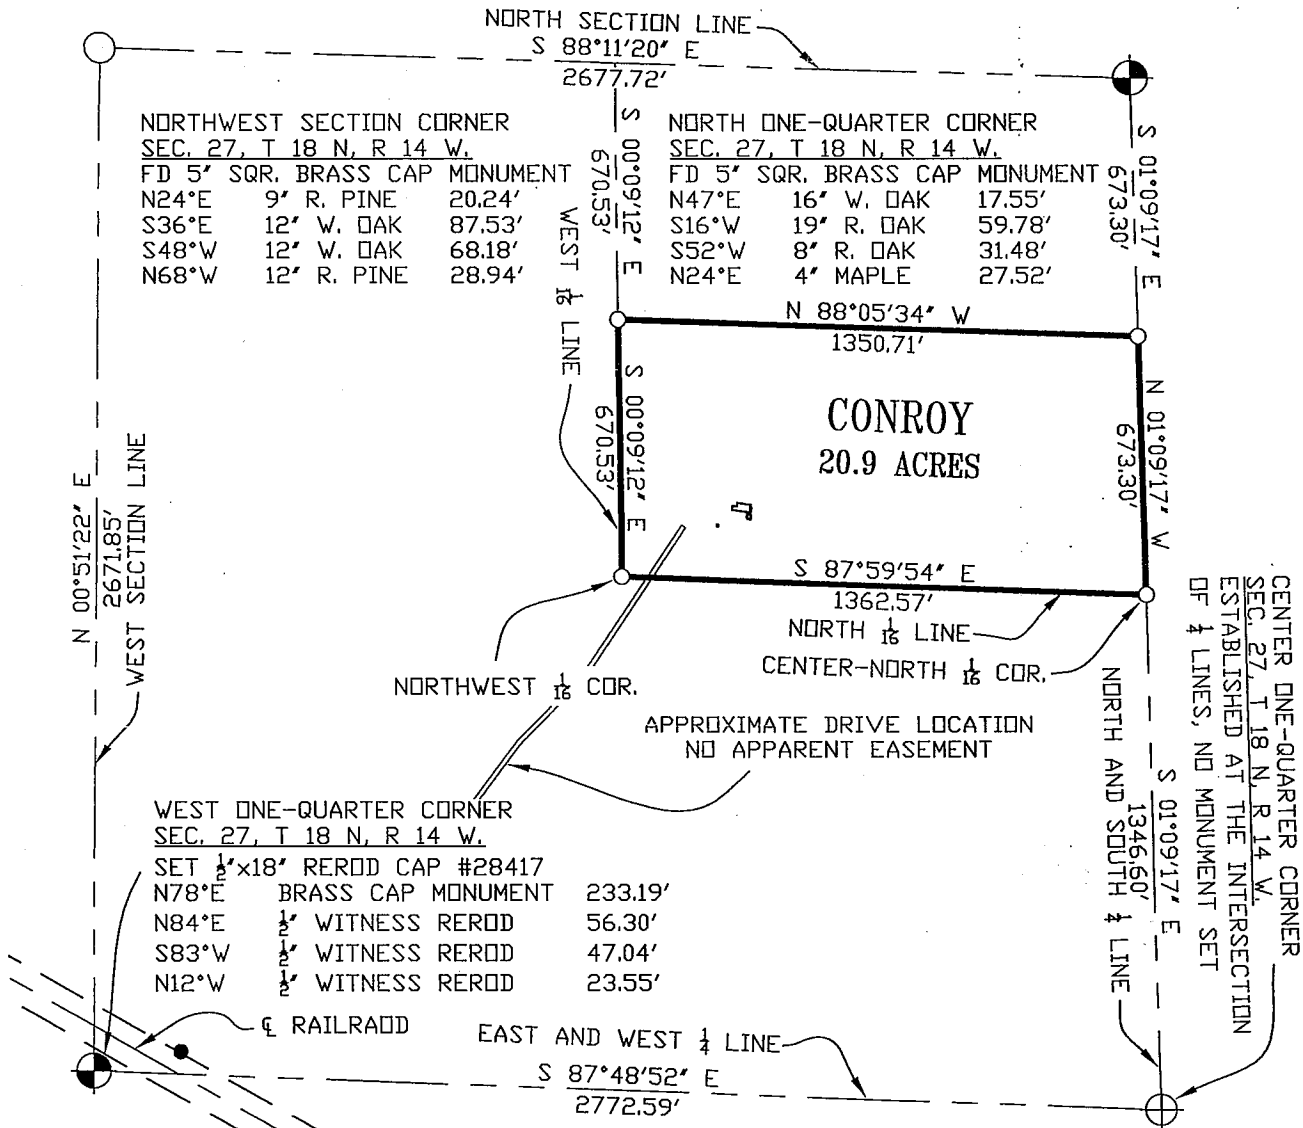 NORTH SECTION LINE
S 88°11'20" E
2677.72'
NORTHWEST SECTION CORNER
SEC. 27, T 18 N, R 14 W.
FD 5" SQR. BRASS CAP MONUMENT
N24°E 9" R. PINE 20.24'
S36°E 12" W. OAK 87.53'
S48°W 12" W. OAK 68.18'
N68°W 12" R. PINE 28.94'
S 00°09'12" E
670.53'
WEST 1/16 LINE
NORTH ONE-QUARTER CORNER
SEC. 27, T 18 N, R 14 W.
FD 5" SQR. BRASS CAP MONUMENT
N47°E 16" W. OAK 17.55'
S16°W 19" R. OAK 59.78'
S52°W 8" R. OAK 31.48'
N24°E 4" MAPLE 27.52'
S 01°09'17" E
673.30'
N 88°05'34" W
1350.71'
CONROY
20.9 ACRES
S 00°09'12" E
670.53'
N 01°09'17" W
673.30'
S 87°59'54" E
1362.57'
NORTH 1/16 LINE
CENTER-NORTH 1/16 COR.
NORTHWEST 1/16 COR.
APPROXIMATE DRIVE LOCATION
NO APPARENT EASEMENT
N 00°51'22" E
2671.85'
WEST SECTION LINE
WEST ONE-QUARTER CORNER
SEC. 27, T 18 N, R 14 W.
SET 1/2"x18" REROD CAP #28417
N78°E BRASS CAP MONUMENT 233.19'
N84°E 1/2" WITNESS REROD 56.30'
S83°W 1/2" WITNESS REROD 47.04'
N12°W 1/2" WITNESS REROD 23.55'
℄ RAILRAOD
EAST AND WEST 1/4 LINE
S 87°48'52" E
2772.59'
NORTH AND SOUTH 1/4 LINE
S 01°09'17" E
1346.60'
CENTER ONE-QUARTER CORNER
SEC. 27, T 18 N, R 14 W.
ESTABLISHED AT THE INTERSECTION
OF 1/4 LINES, NO MONUMENT SET